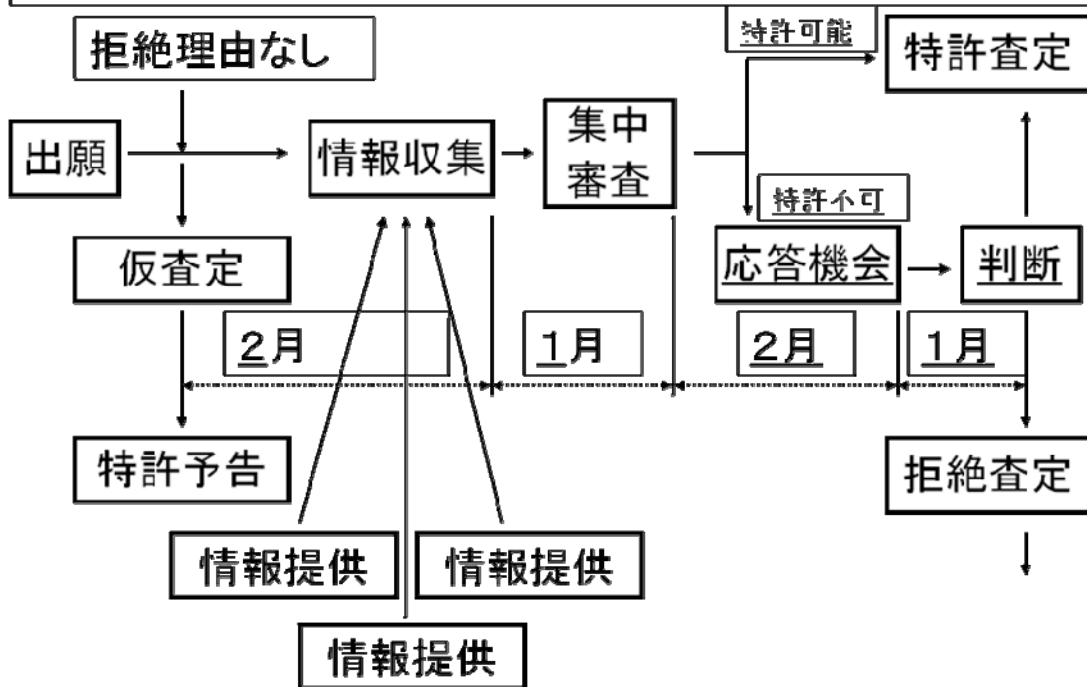 拒絶理由なし
特許可能
特許査定
出願
情報収集
集中
審査
特許不可
仮査定
応答機会
判断
2月
1月
2月
1月
特許予告
拒絶査定
情報提供
情報提供
情報提供